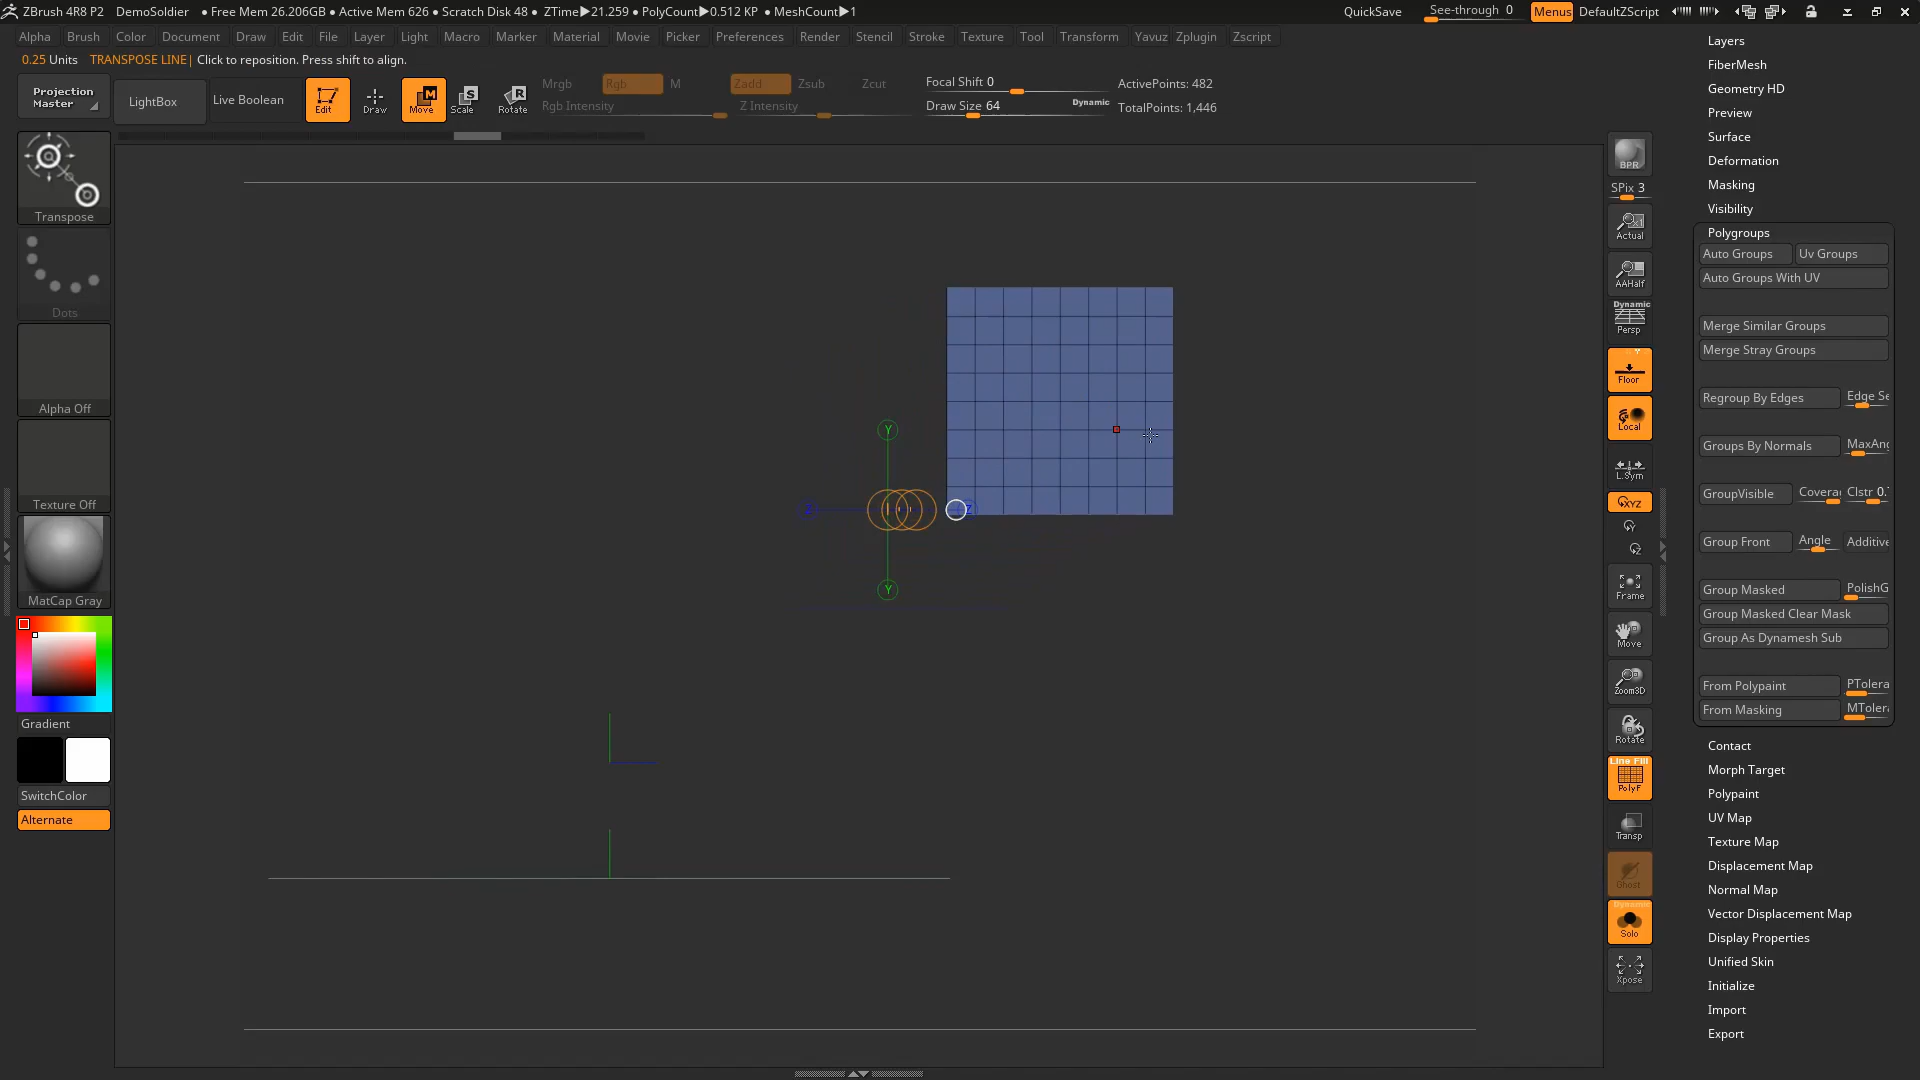 ZBrush 4R8 P2 DemoSoldier ● Free Mem 26.206GB ● Active Mem 626 ● Scratch Disk 48 ● ZTime▶21.259 ● PolyCount▶0.512 KP ● MeshCount▶1 QuickSave See-through 0 Menus DefaultZScript
Alpha Brush Color Document Draw Edit File Layer Light Macro Marker Material Movie Picker Preferences Render Stencil Stroke Texture Tool Transform Yavuz Zplugin Zscript
0.25 Units TRANSPOSE LINE| Click to reposition. Press shift to align.
Projection Master
LightBox
Live Boolean
Edit
Draw
Move
Scale
Rotate
Mrgb Rgb M
Rgb Intensity
Zadd Zsub Zcut
Z Intensity
Focal Shift 0
Draw Size 64 Dynamic
ActivePoints: 482
TotalPoints: 1,446
Transpose
Dots
Alpha Off
Texture Off
MatCap Gray
Gradient
SwitchColor
Alternate
Y
Z
Y
BPR
SPix 3
Actual
AAHalf
Dynamic
Persp
Floor
Local
L.Sym
XYZ
Y
Z
Frame
Move
Zoom3D
Rotate
Line Fill
PolyF
Transp
Ghost
Dynamic
Solo
Xpose
Layers
FiberMesh
Geometry HD
Preview
Surface
Deformation
Masking
Visibility
Polygroups
Auto Groups Uv Groups
Auto Groups With UV
Merge Similar Groups
Merge Stray Groups
Regroup By Edges Edge Se
Groups By Normals MaxAng
GroupVisible Covera Clstr 0.
Group Front Angle Additive
Group Masked PolishG
Group Masked Clear Mask
Group As Dynamesh Sub
From Polypaint PTolera
From Masking MTolera
Contact
Morph Target
Polypaint
UV Map
Texture Map
Displacement Map
Normal Map
Vector Displacement Map
Display Properties
Unified Skin
Initialize
Import
Export